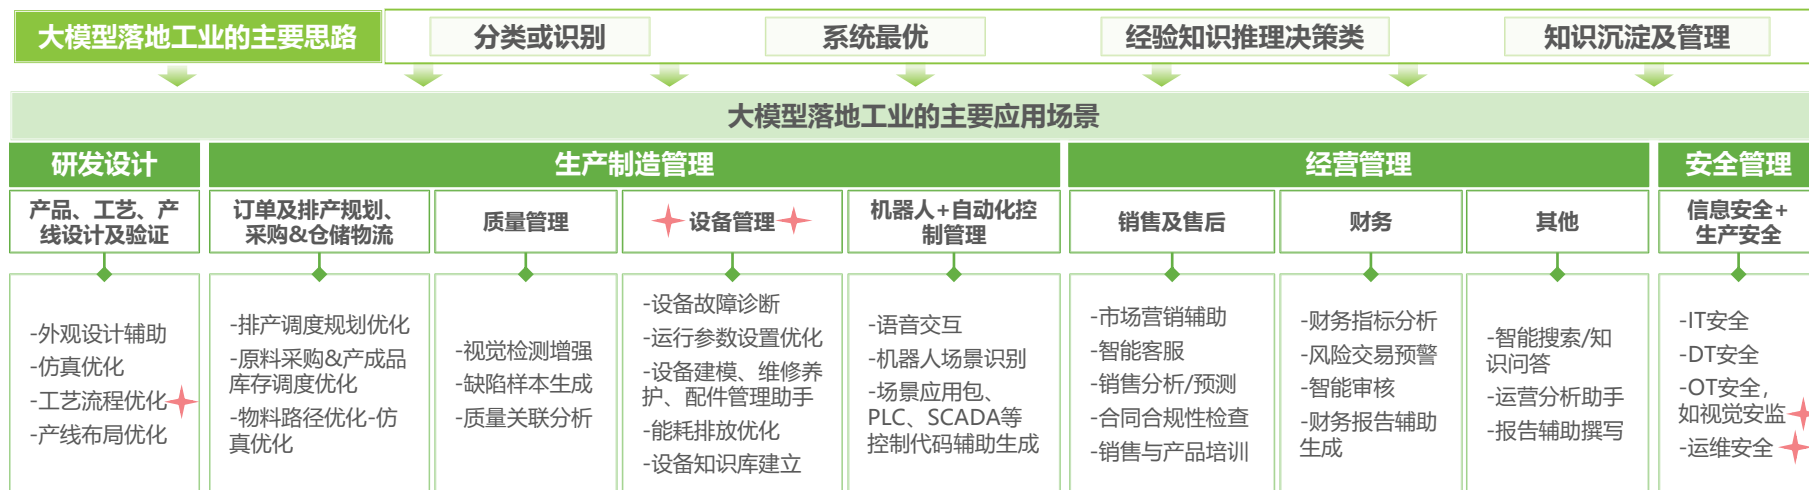 大模型落地工业的主要思路
分类或识别
系统最优
经验知识推理决策类
知识沉淀及管理
大模型落地工业的主要应用场景
研发设计
生产制造管理
经营管理
安全管理
产品、工艺、产
线设计及验证
订单及排产规划、
采购&仓储物流
质量管理
设备管理
机器人+自动化控
制管理
销售及售后
财务
其他
信息安全+
生产安全
-外观设计辅助
-仿真优化
-工艺流程优化
-产线布局优化
-排产调度规划优化
-原料采购&产成品
库存调度优化
-物料路径优化-仿
真优化
-视觉检测增强
-缺陷样本生成
-质量关联分析
-设备故障诊断
-运行参数设置优化
-设备建模、维修养
护、配件管理助手
-能耗排放优化
-设备知识库建立
-语音交互
-机器人场景识别
-场景应用包、
PLC、SCADA等
控制代码辅助生成
-市场营销辅助
-智能客服
-销售分析/预测
-合同合规性检查
-销售与产品培训
-财务指标分析
-风险交易预警
-智能审核
-财务报告辅助
生成
-智能搜索/知
识问答
-运营分析助手
-报告辅助撰写
-IT安全
-DT安全
-OT安全，
如视觉安监
-运维安全